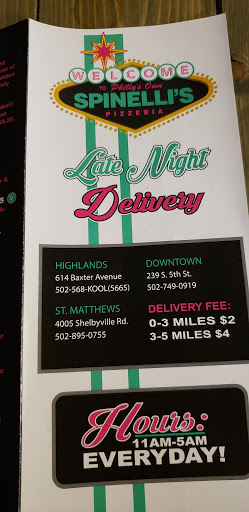 WELCOME
TO Philly's Own
SPINELLI'S
PIZZERIA
Late Night
Delivery
HIGHLANDS
614 Baxter Avenue
502-568-KOOL(5665)
ST. MATTHEWS
4005 Shelbyville Rd.
502-895-0755
DOWNTOWN
239 S. 5th St.
502-749-0919
DELIVERY FEE:
0-3 MILES $2
3-5 MILES $4
Hours:
11AM-5AM
EVERYDAY!